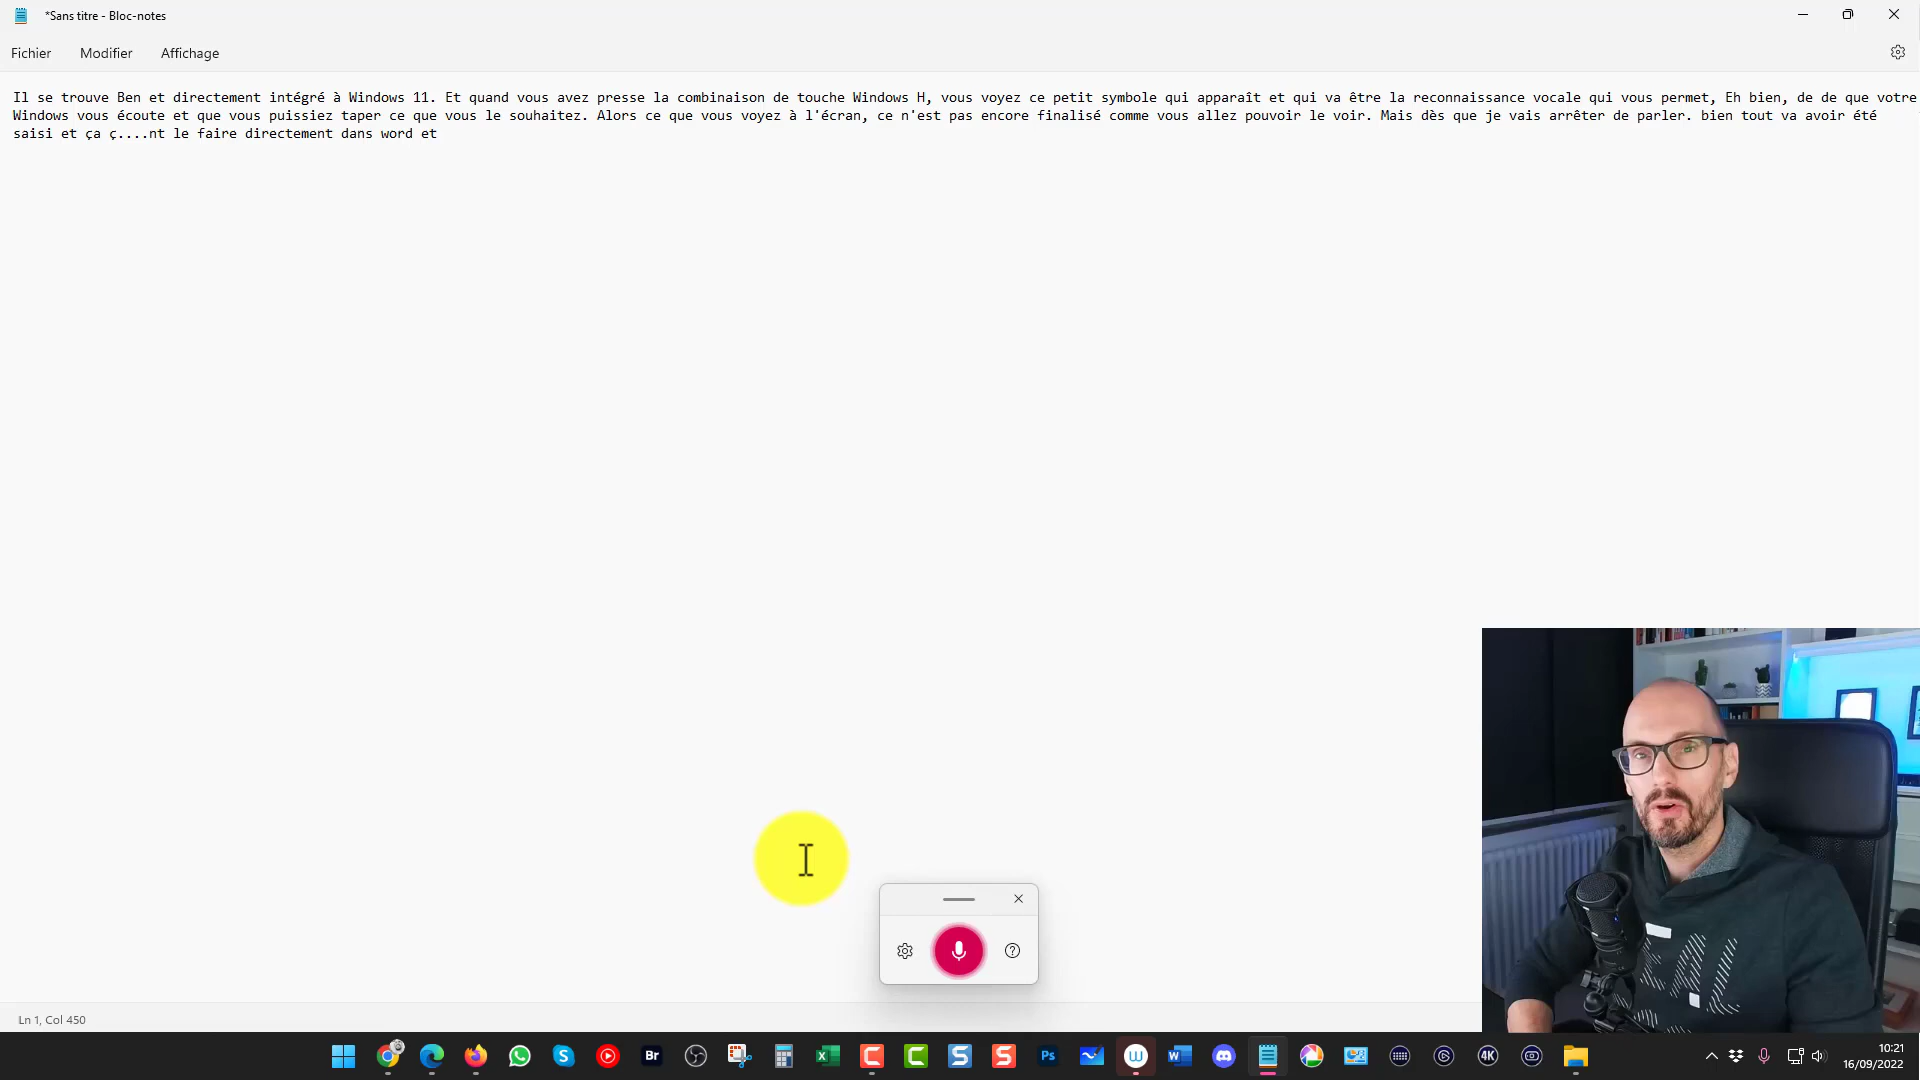 *Sans titre - Bloc-notes
Fichier Modifier Affichage
Il se trouve Ben et directement intégré à Windows 11. Et quand vous avez presse la combinaison de touche Windows H, vous voyez ce petit symbole qui apparaît et qui va être la reconnaissance vocale qui vous permet, Eh bien, de de que votre
Windows vous écoute et que vous puissiez taper ce que vous le souhaitez. Alors ce que vous voyez à l'écran, ce n'est pas encore finalisé comme vous allez pouvoir le voir. Mais dès que je vais arrêter de parler. bien tout va avoir été
saisi et ça ç....nt le faire directement dans word et
Ln 1, Col 450
Br
Ps
4K
10:21
16/09/2022